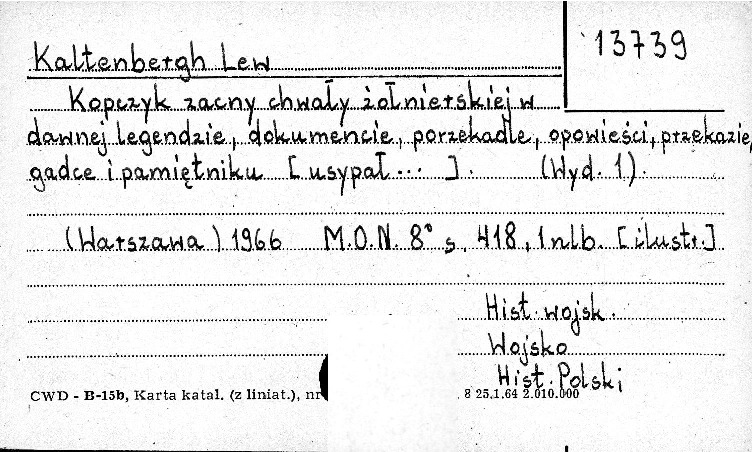 Kaltenbergh Lew
13739
Kopczyk zacny chwały żołnierskiej w
dawnej legendzie, dokumencie, porzekadle, opowieści, przekazie,
gadce i pamiętniku [usypał ...]. (Wyd. 1).
(Warszawa) 1966 M.O.N. 8° s. 418, 1 nlb. [ilustr.]
Hist. wojsk.
Wojsko
Hist. Polski
CWD - B-15b, Karta katal. (z liniat.), nr 8 25.1.64 2.010.000